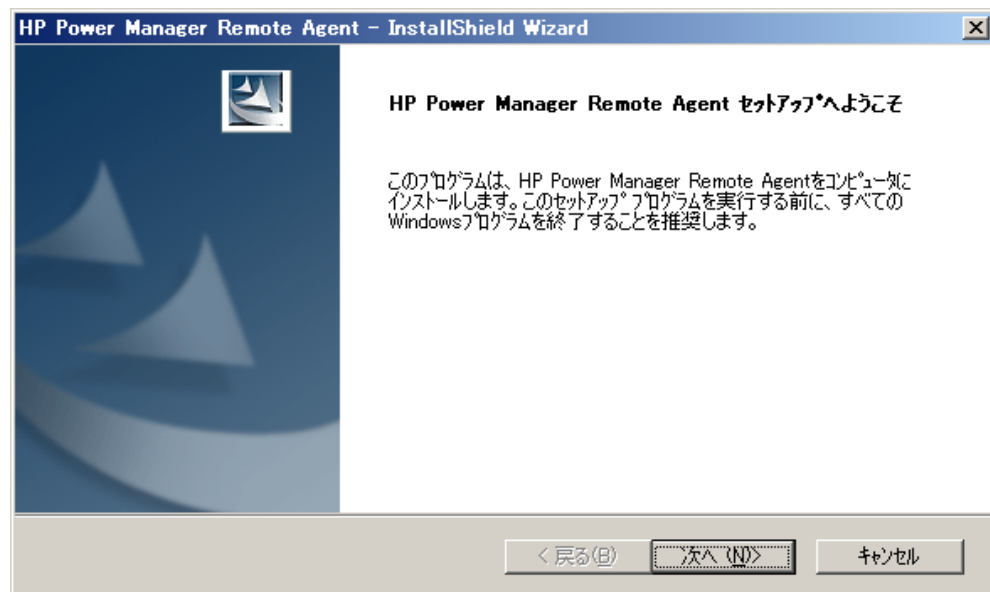 HP Power Manager Remote Agent - InstallShield Wizard
HP Power Manager Remote Agent ｾｯﾄｱｯﾌﾟへようこそ
このﾌﾟﾛｸﾞﾗﾑは、HP Power Manager Remote Agentをｺﾝﾋﾟｭｰﾀに
ｲﾝｽﾄｰﾙします。このｾｯﾄｱｯﾌﾟ ﾌﾟﾛｸﾞﾗﾑを実行する前に、すべての
Windowsﾌﾟﾛｸﾞﾗﾑを終了することを推奨します。
< 戻る(B)
次へ (N)>
ｷｬﾝｾﾙ